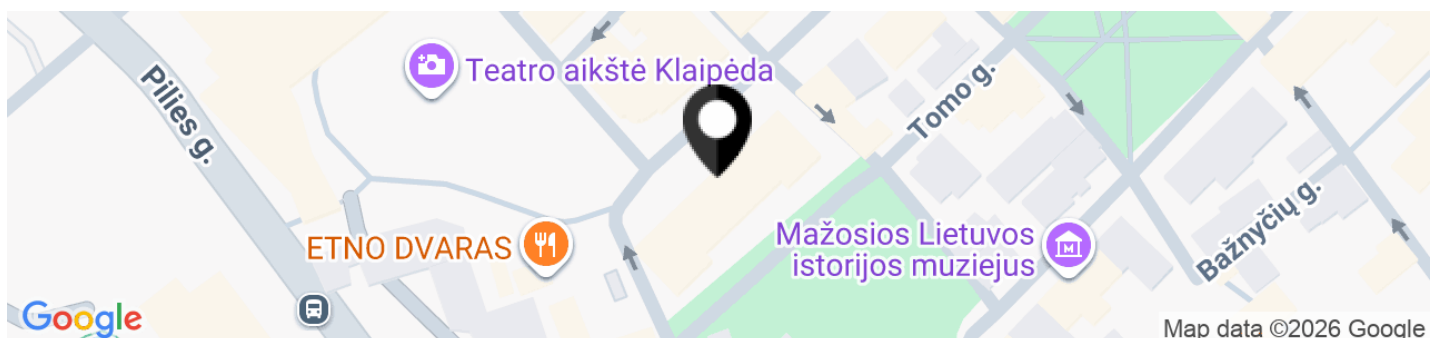 Teatro aikštė Klaipėda
Pilies g.
Tomo g.
Bažnyčių g.
ETNO DVARAS
Mažosios Lietuvos
istorijos muziejus
M
Google
Map data ©2026 Google